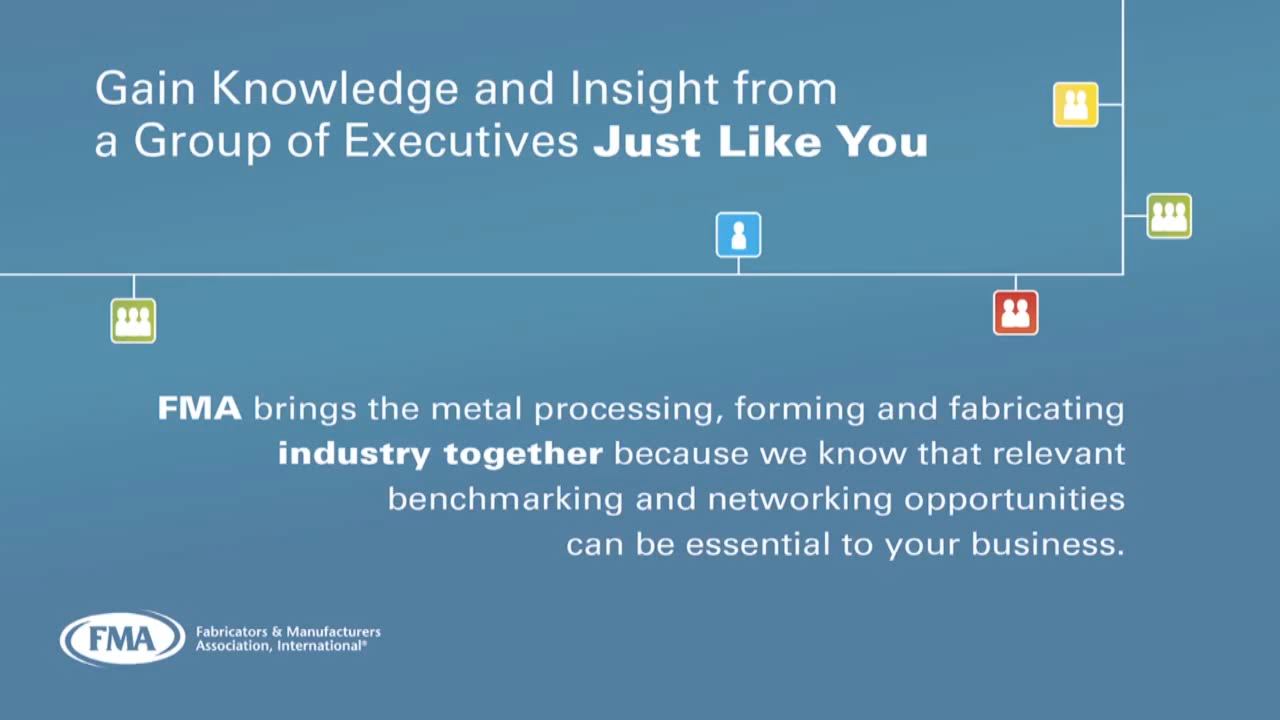 Gain Knowledge and Insight from
a Group of Executives Just Like You
FMA brings the metal processing, forming and fabricating
industry together because we know that relevant
benchmarking and networking opportunities
can be essential to your business.
FMA
Fabricators & Manufacturers
Association, International®